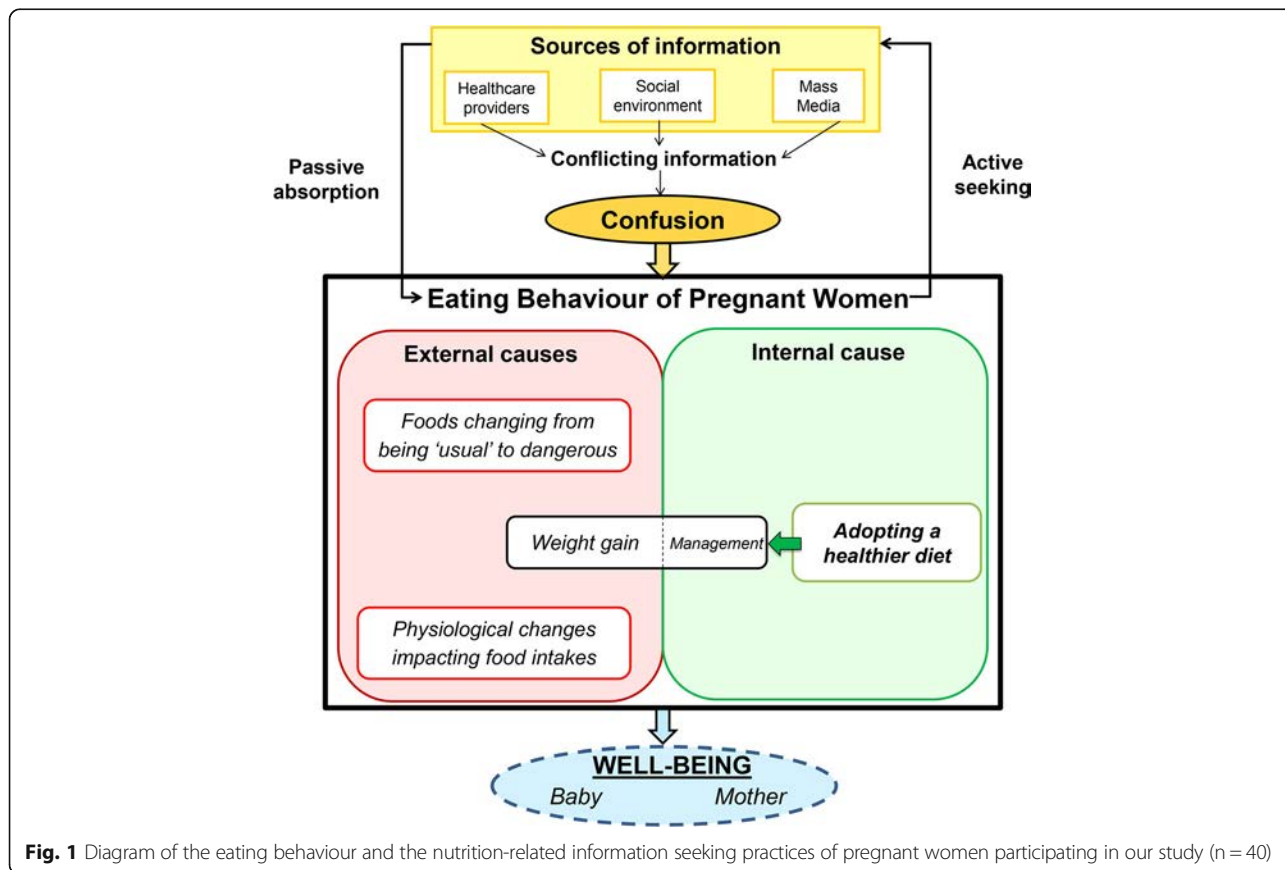 Sources of information
Healthcare
providers
Social
environment
Mass
Media
Conflicting information
Passive
absorption
Active
seeking
Confusion
Eating Behaviour of Pregnant Women
External causes
Internal cause
Foods changing from
being ‘usual’ to dangerous
Weight gain
Management
Adopting a
healthier diet
Physiological changes
impacting food intakes
WELL-BEING
Baby Mother
Fig. 1 Diagram of the eating behaviour and the nutrition-related information seeking practices of pregnant women participating in our study (n = 40)